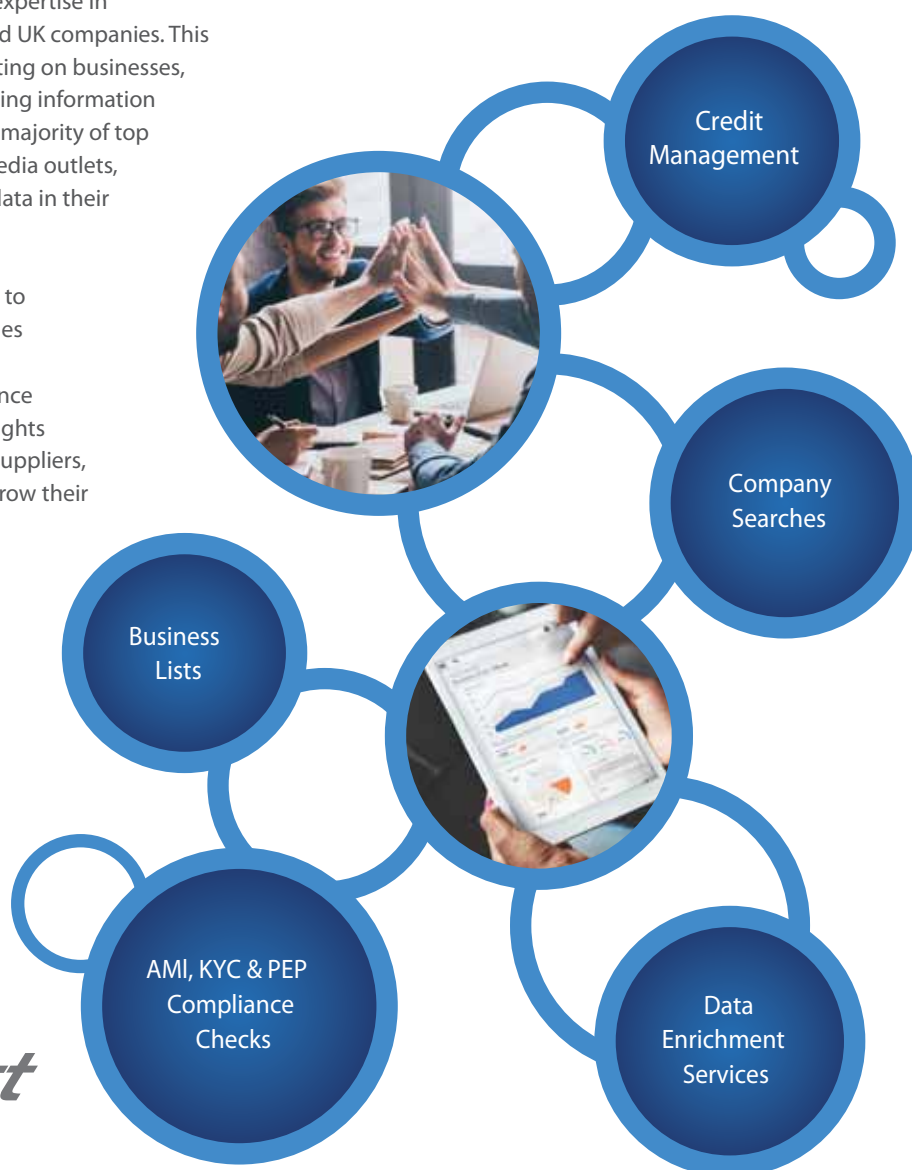 expertise in
d UK companies. This
ting on businesses,
ing information
majority of top
edia outlets,
data in their
to
es
nce
ghts
uppliers,
row their
Credit
Management
Company
Searches
Business
Lists
AMl, KYC & PEP
Compliance
Checks
Data
Enrichment
Services
rt